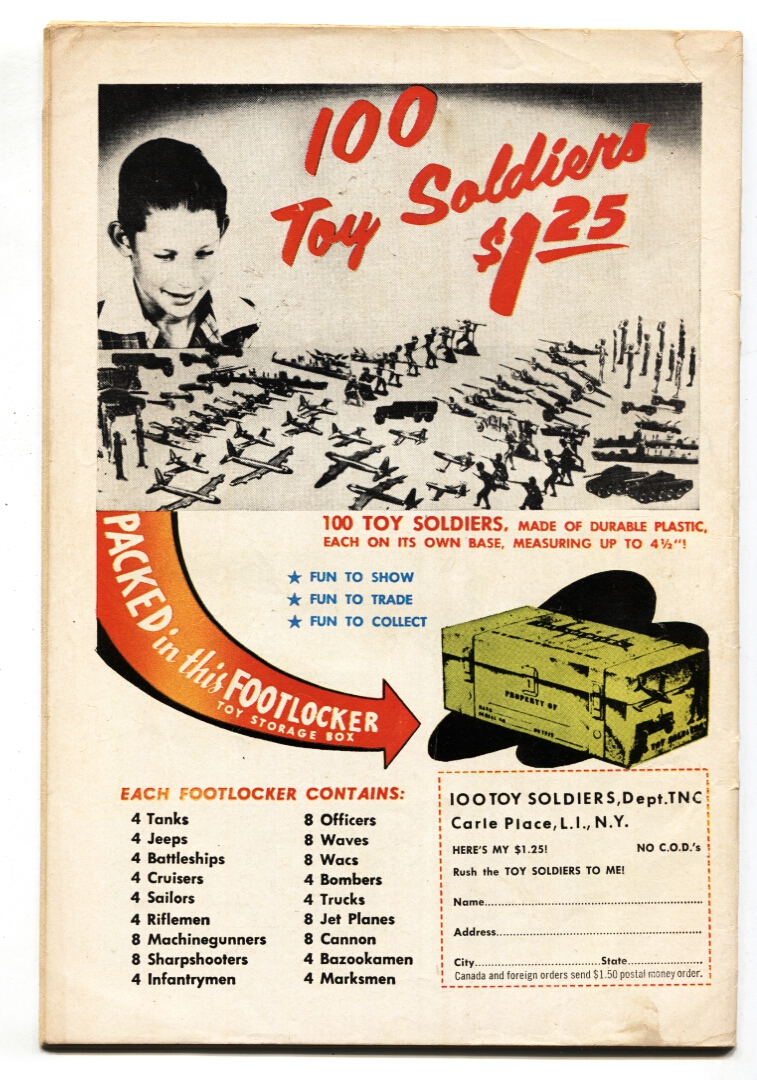 100
Toy Soldiers
$1.25
100 TOY SOLDIERS, MADE OF DURABLE PLASTIC,
EACH ON ITS OWN BASE, MEASURING UP TO 4½"!
★ FUN TO SHOW
★ FUN TO TRADE
★ FUN TO COLLECT
PACKED in this FOOTLOCKER
TOY STORAGE BOX
PROPERTY OF
EACH FOOTLOCKER CONTAINS:
4 Tanks
4 Jeeps
4 Battleships
4 Cruisers
4 Sailors
4 Riflemen
8 Machinegunners
8 Sharpshooters
4 Infantrymen
8 Officers
8 Waves
8 Wacs
4 Bombers
4 Trucks
8 Jet Planes
8 Cannon
4 Bazookamen
4 Marksmen
100 TOY SOLDIERS, Dept. TNC
Carle Place, L.I., N.Y.
HERE'S MY $1.25! NO C.O.D.'s
Rush the TOY SOLDIERS TO ME!
Name
Address
City State
Canada and foreign orders send $1.50 postal money order.